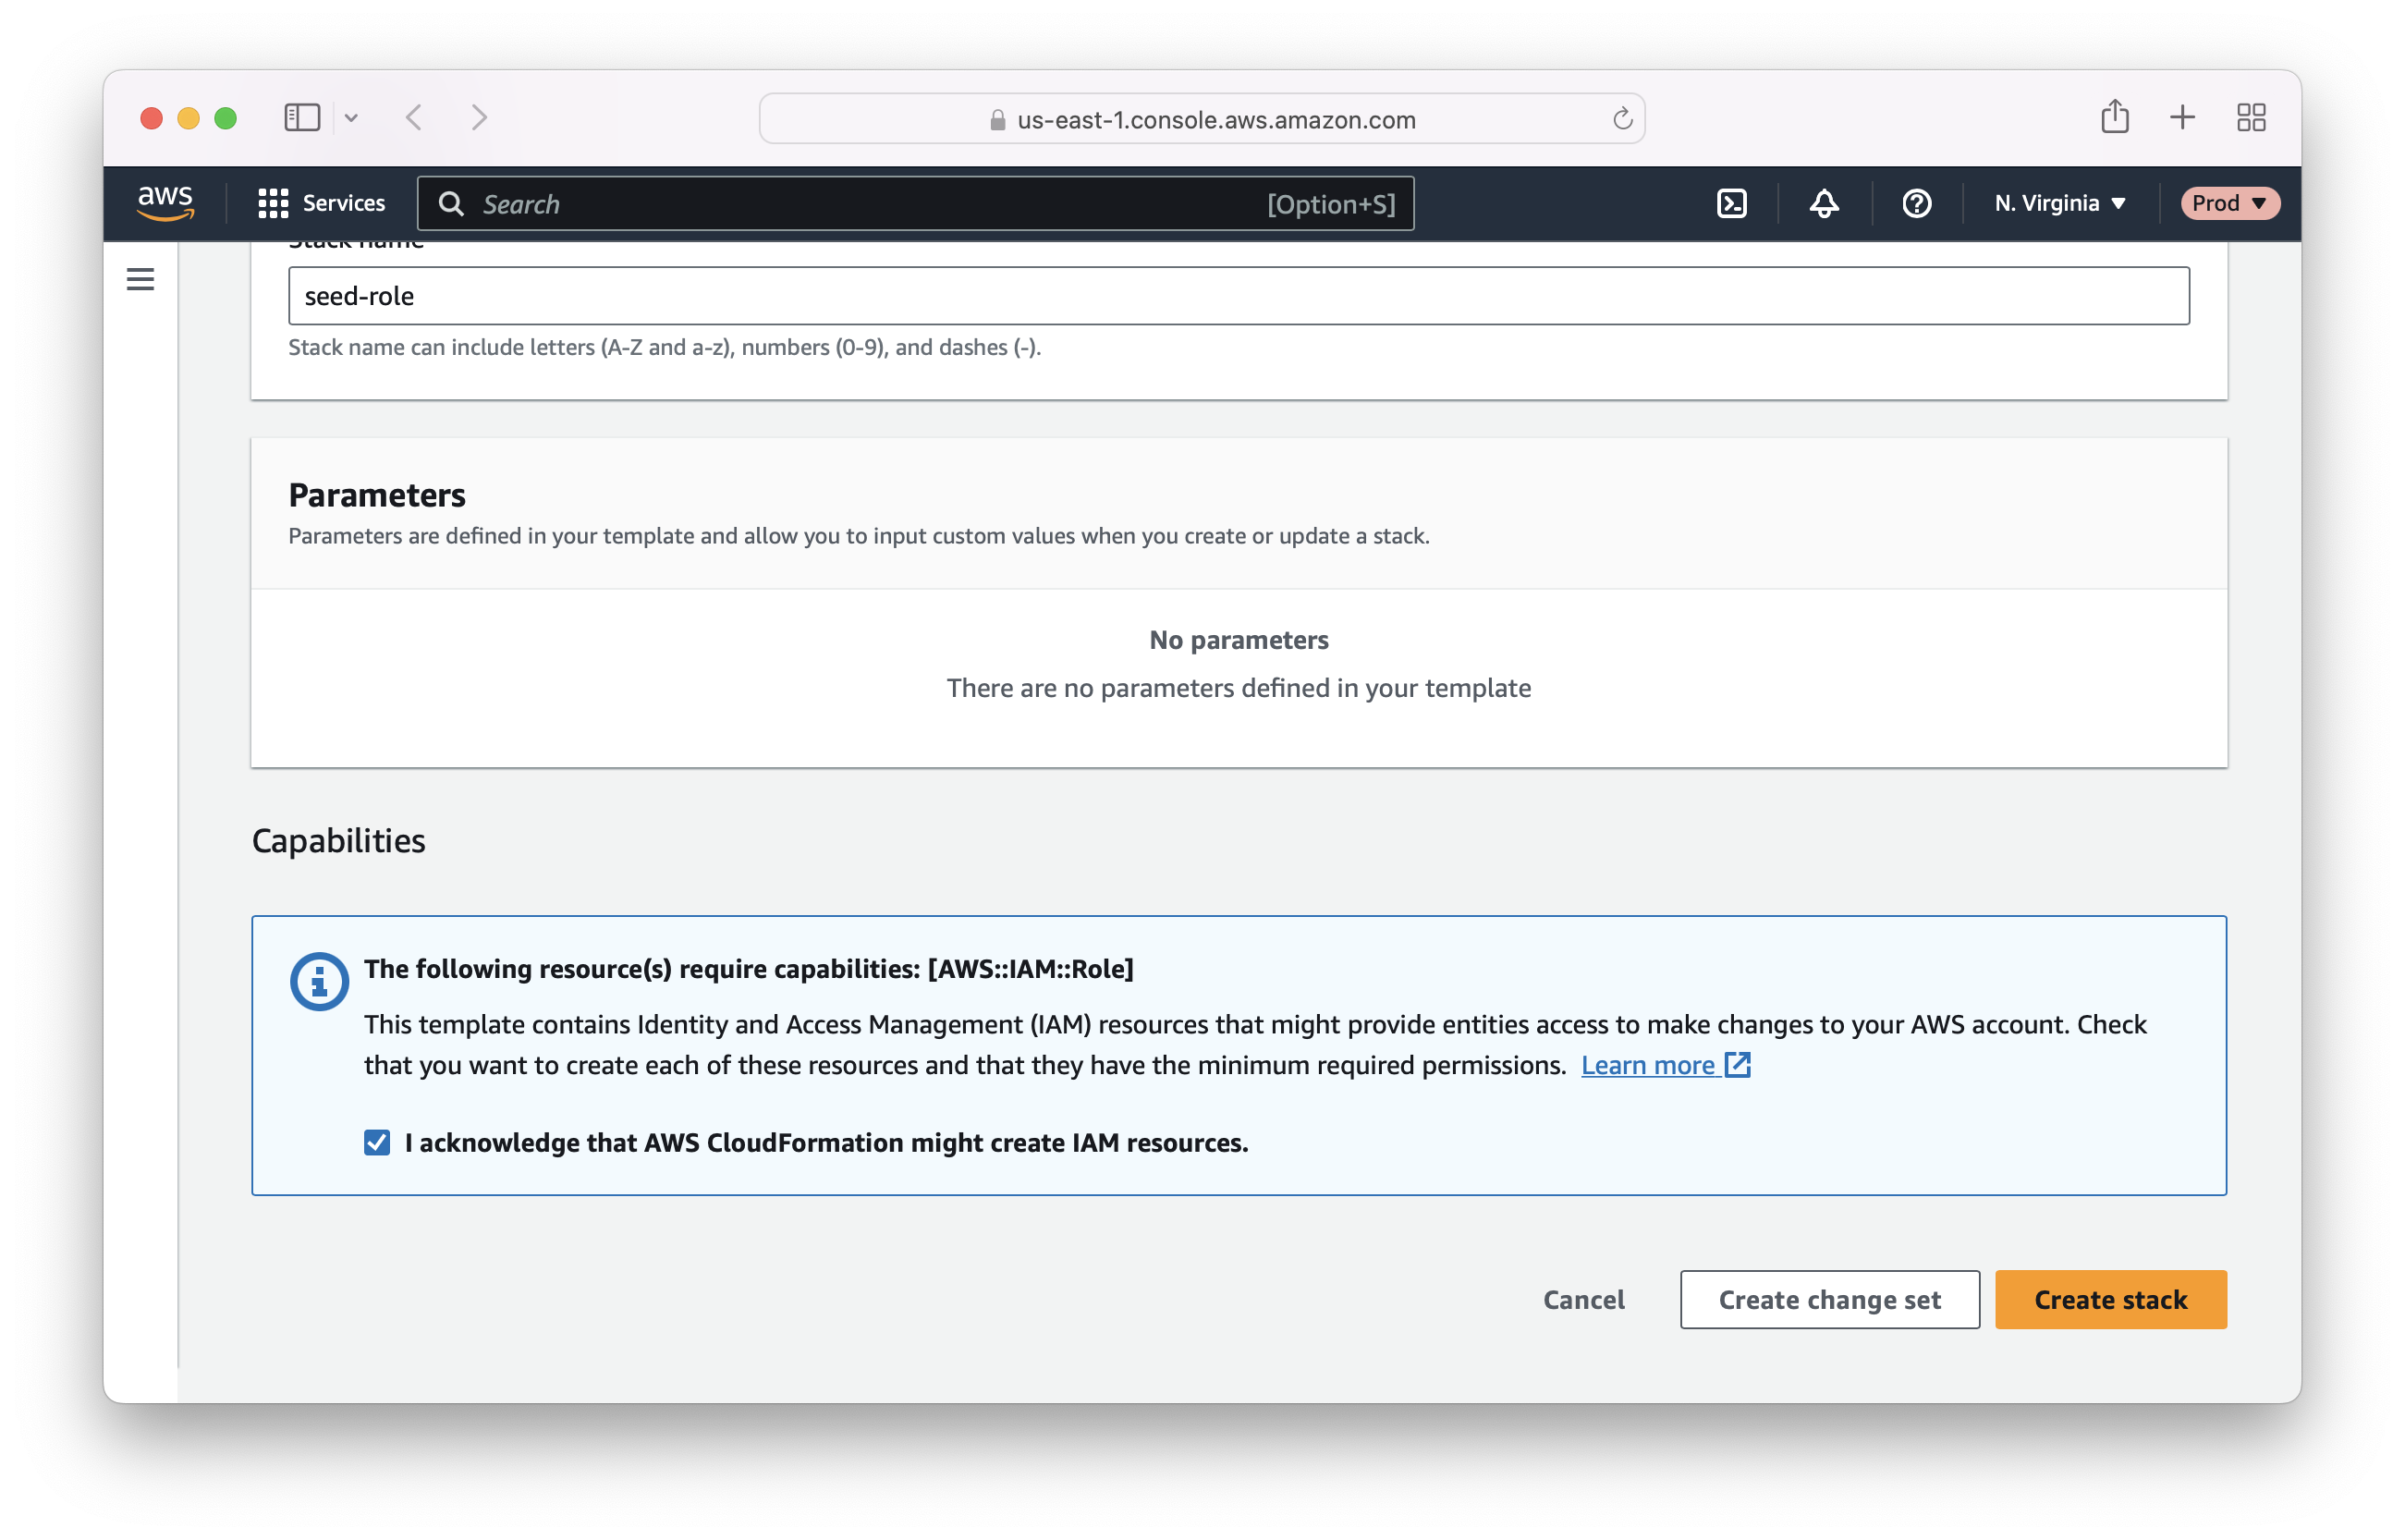 us-east-1.console.aws.amazon.com
aws
Services
Search
[Option+S]
N. Virginia
Prod
Stack name
seed-role
Stack name can include letters (A-Z and a-z), numbers (0-9), and dashes (-).
Parameters
Parameters are defined in your template and allow you to input custom values when you create or update a stack.
No parameters
There are no parameters defined in your template
Capabilities
The following resource(s) require capabilities: [AWS::IAM::Role]
This template contains Identity and Access Management (IAM) resources that might provide entities access to make changes to your AWS account. Check
that you want to create each of these resources and that they have the minimum required permissions. Learn more
I acknowledge that AWS CloudFormation might create IAM resources.
Cancel
Create change set
Create stack